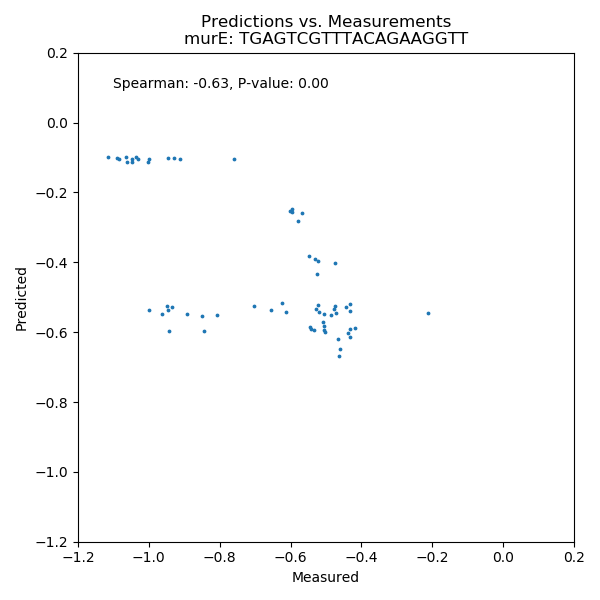 Predictions vs. Measurements
murE: TGAGTCGTTTACAGAAGGTT
Spearman: -0.63, P-value: 0.00
Predicted
0.2
0.0
−0.2
−0.4
−0.6
−0.8
−1.0
−1.2
−1.2 −1.0 −0.8 −0.6 −0.4 −0.2 0.0 0.2
Measured